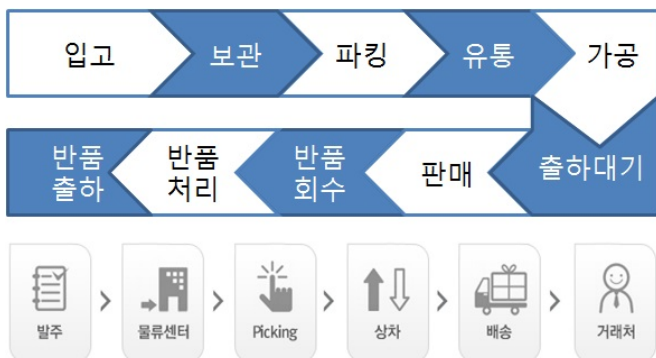 입고 보관 파킹 유통 가공
반품 출하 반품 처리 반품 회수 판매 출하대기
발주 물류센터 Picking 상차 배송 거래처